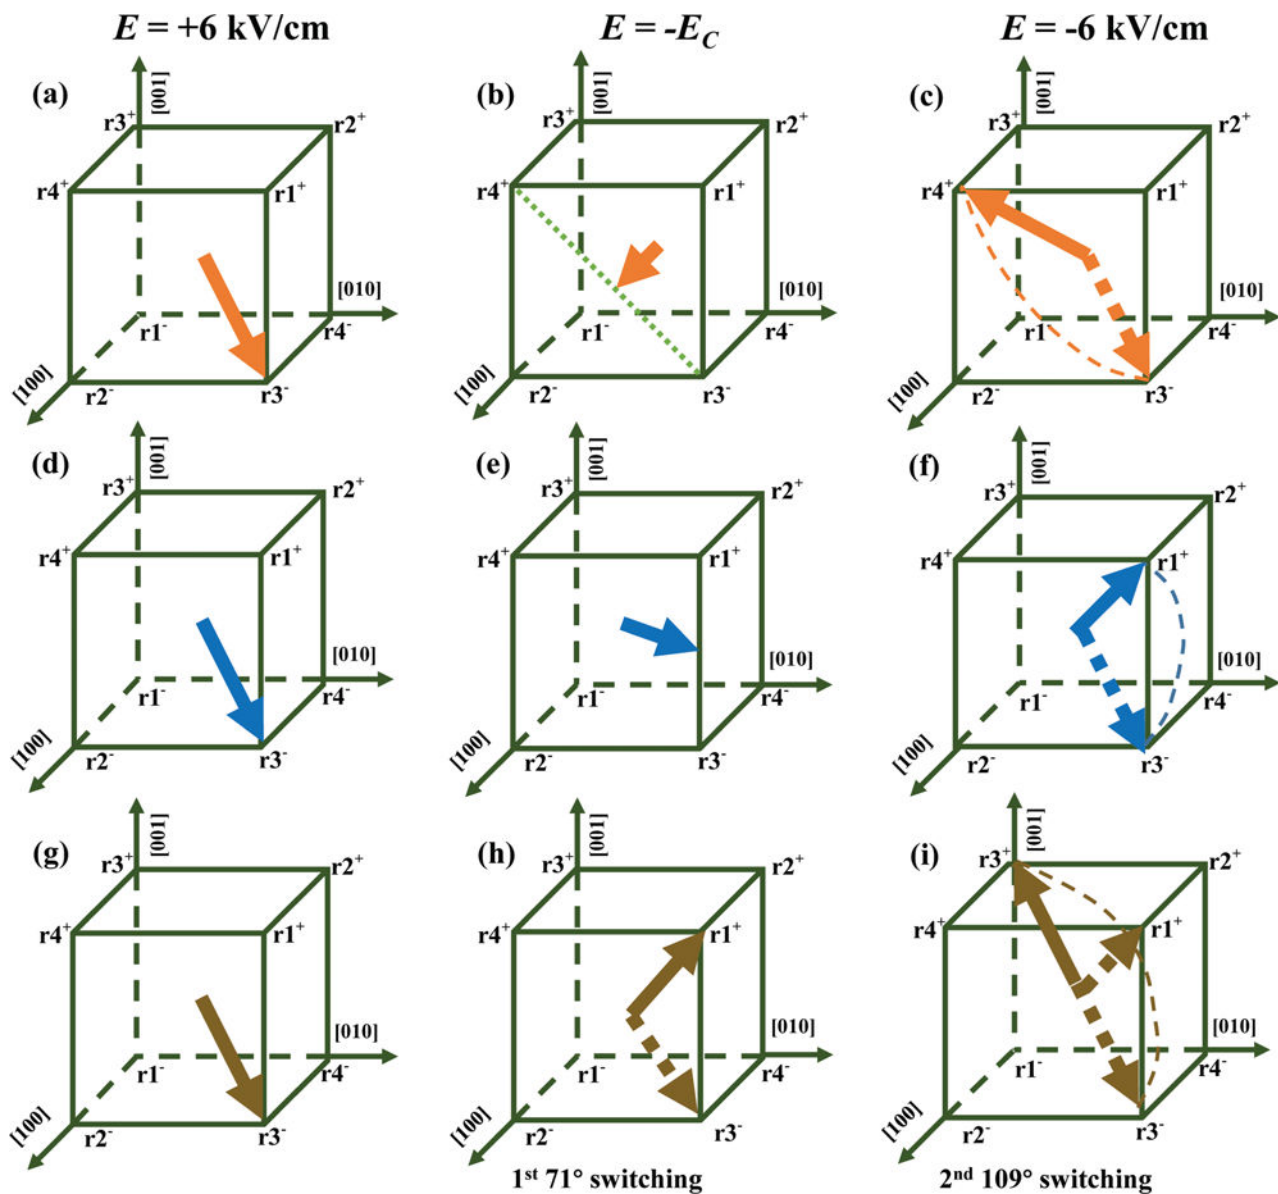 E = +6 kV/cm
E = -E_C
E = -6 kV/cm
(a)
[001]
r3⁺
r2⁺
r4⁺
r1⁺
[010]
r1⁻
r4⁻
[100]
r2⁻
r3⁻
(b)
[001]
r3⁺
r2⁺
r4⁺
r1⁺
[010]
r1⁻
r4⁻
[100]
r2⁻
r3⁻
(c)
[001]
r3⁺
r2⁺
r4⁺
r1⁺
[010]
r1⁻
r4⁻
[100]
r2⁻
r3⁻
(d)
[001]
r3⁺
r2⁺
r4⁺
r1⁺
[010]
r1⁻
r4⁻
[100]
r2⁻
r3⁻
(e)
[001]
r3⁺
r2⁺
r4⁺
r1⁺
[010]
r1⁻
r4⁻
[100]
r2⁻
r3⁻
(f)
[001]
r3⁺
r2⁺
r4⁺
r1⁺
[010]
r1⁻
r4⁻
[100]
r2⁻
r3⁻
(g)
[001]
r3⁺
r2⁺
r4⁺
r1⁺
[010]
r1⁻
r4⁻
[100]
r2⁻
r3⁻
(h)
[001]
r3⁺
r2⁺
r4⁺
r1⁺
[010]
r1⁻
r4⁻
[100]
r2⁻
r3⁻
1ˢᵗ 71° switching
(i)
[001]
r3⁺
r2⁺
r4⁺
r1⁺
[010]
r1⁻
r4⁻
[100]
r2⁻
r3⁻
2ⁿᵈ 109° switching